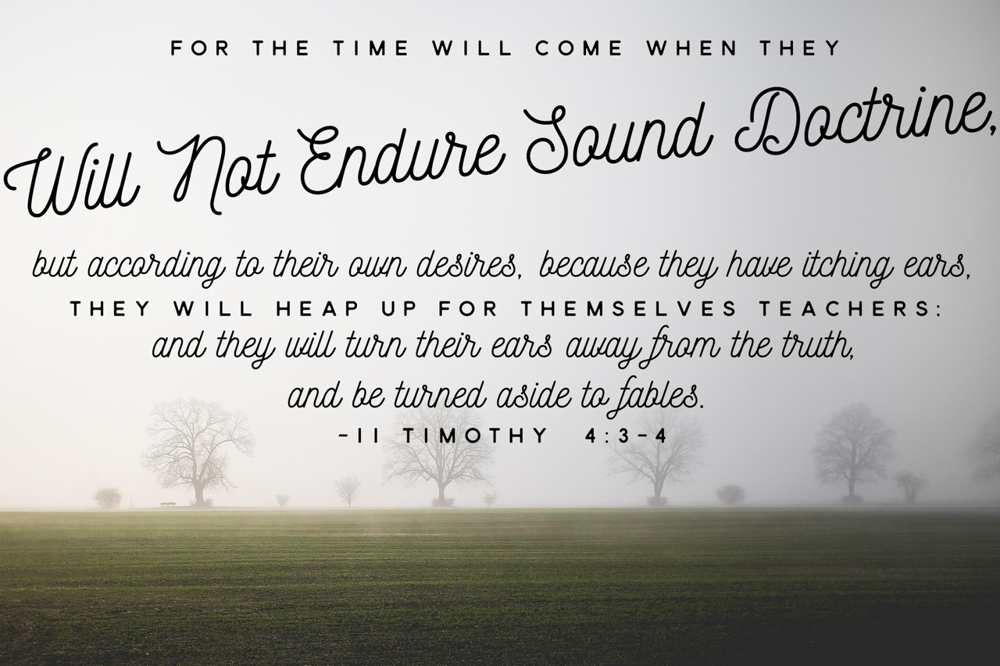 FOR THE TIME WILL COME WHEN THEY
Will Not Endure Sound Doctrine,
but according to their own desires, because they have itching ears,
THEY WILL HEAP UP FOR THEMSELVES TEACHERS:
and they will turn their ears away from the truth,
and be turned aside to fables.
-II TIMOTHY 4:3-4